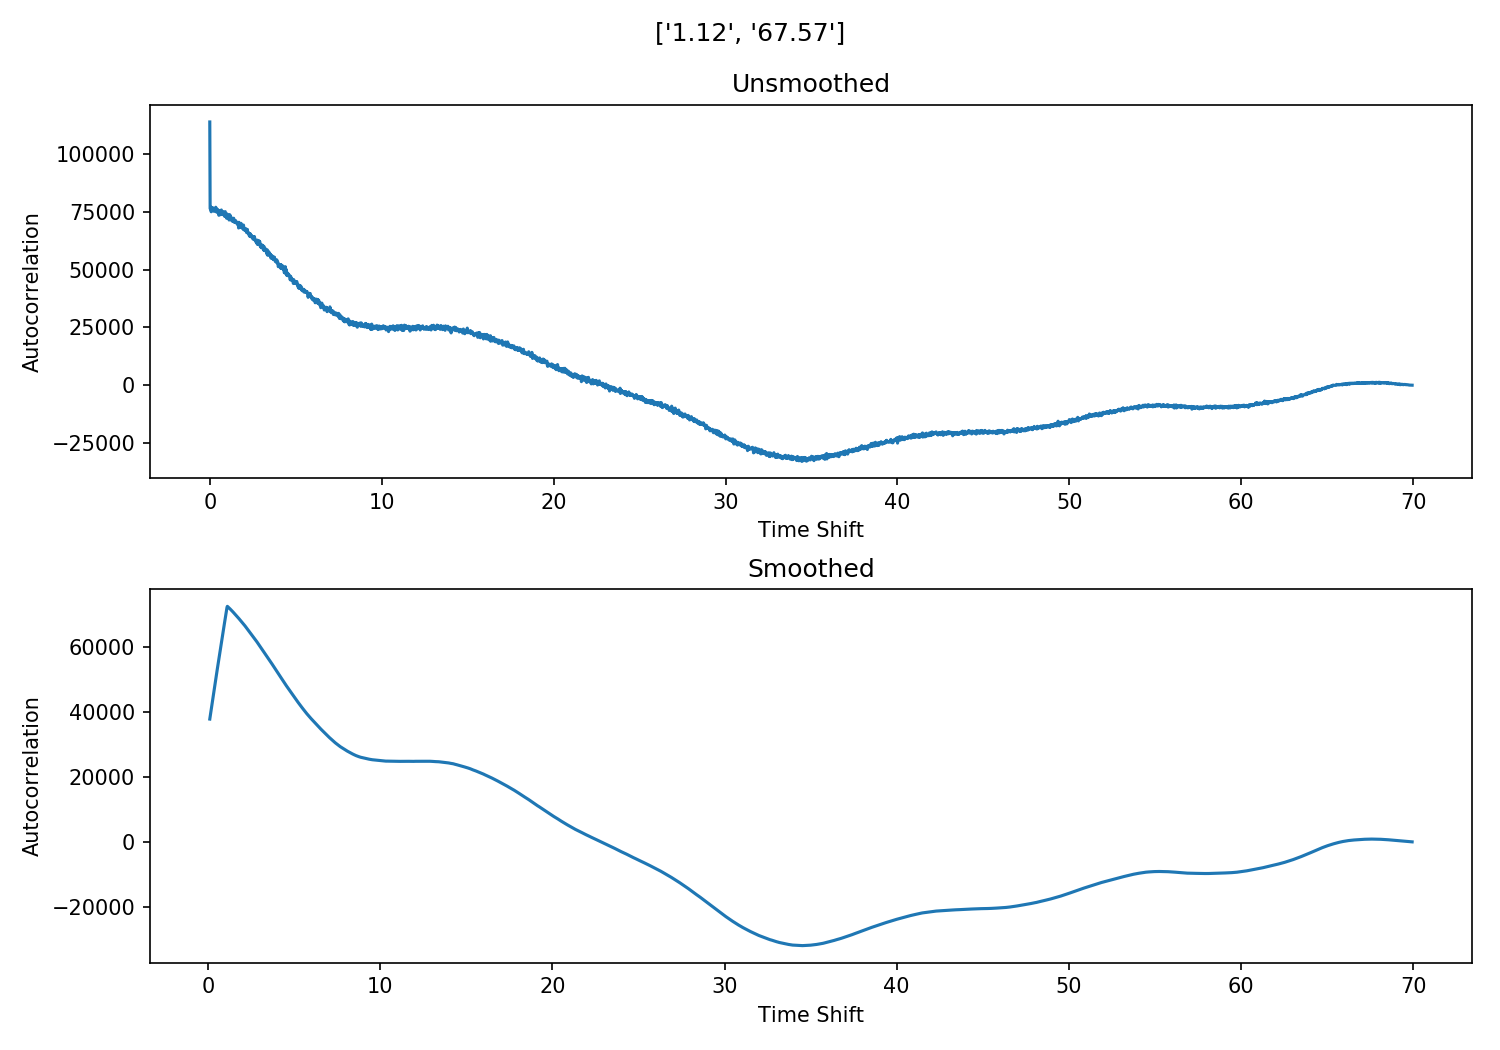 ['1.12', '67.57']
Unsmoothed
Autocorrelation
100000
75000
50000
25000
0
−25000
0 10 20 30 40 50 60 70
Time Shift
Smoothed
Autocorrelation
60000
40000
20000
0
−20000
0 10 20 30 40 50 60 70
Time Shift